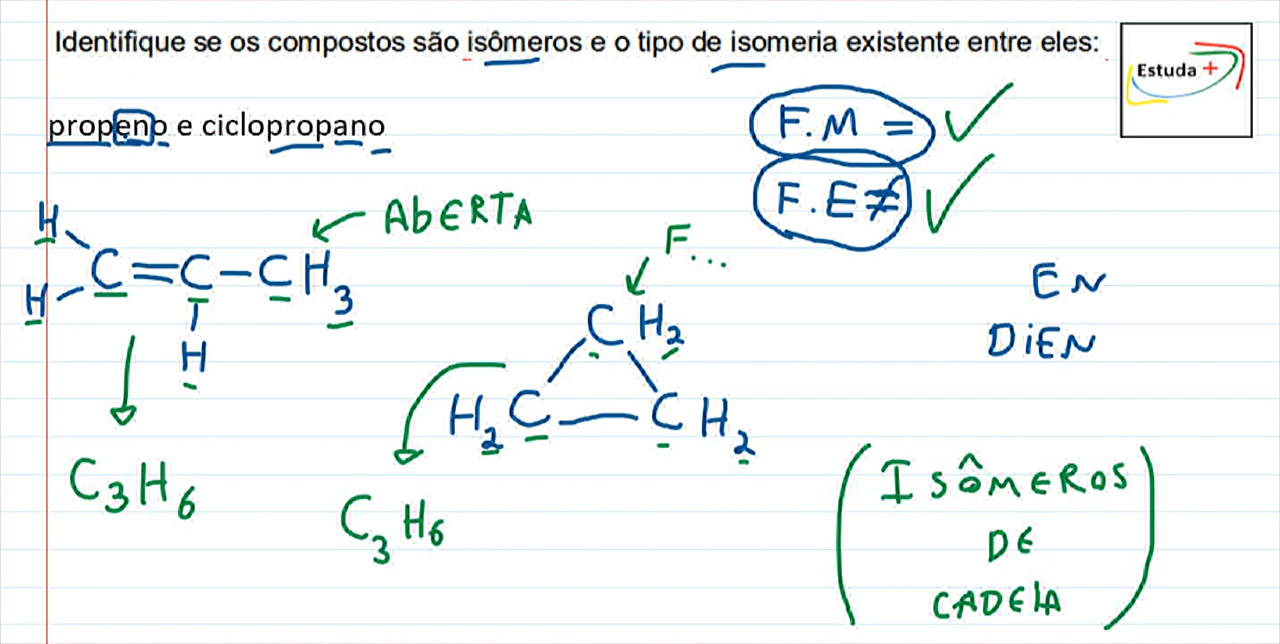 Identifique se os compostos são isômeros e o tipo de isomeria existente entre eles:
Estuda +
propeno e ciclopropano
F.M =
F.E ≠
ABERTA
F...
H
C=C-CH3
H
H
EN
DIEN
CH2
H2C
CH2
C3H6
C3H6
ISÔMEROS
DE
CADEIA